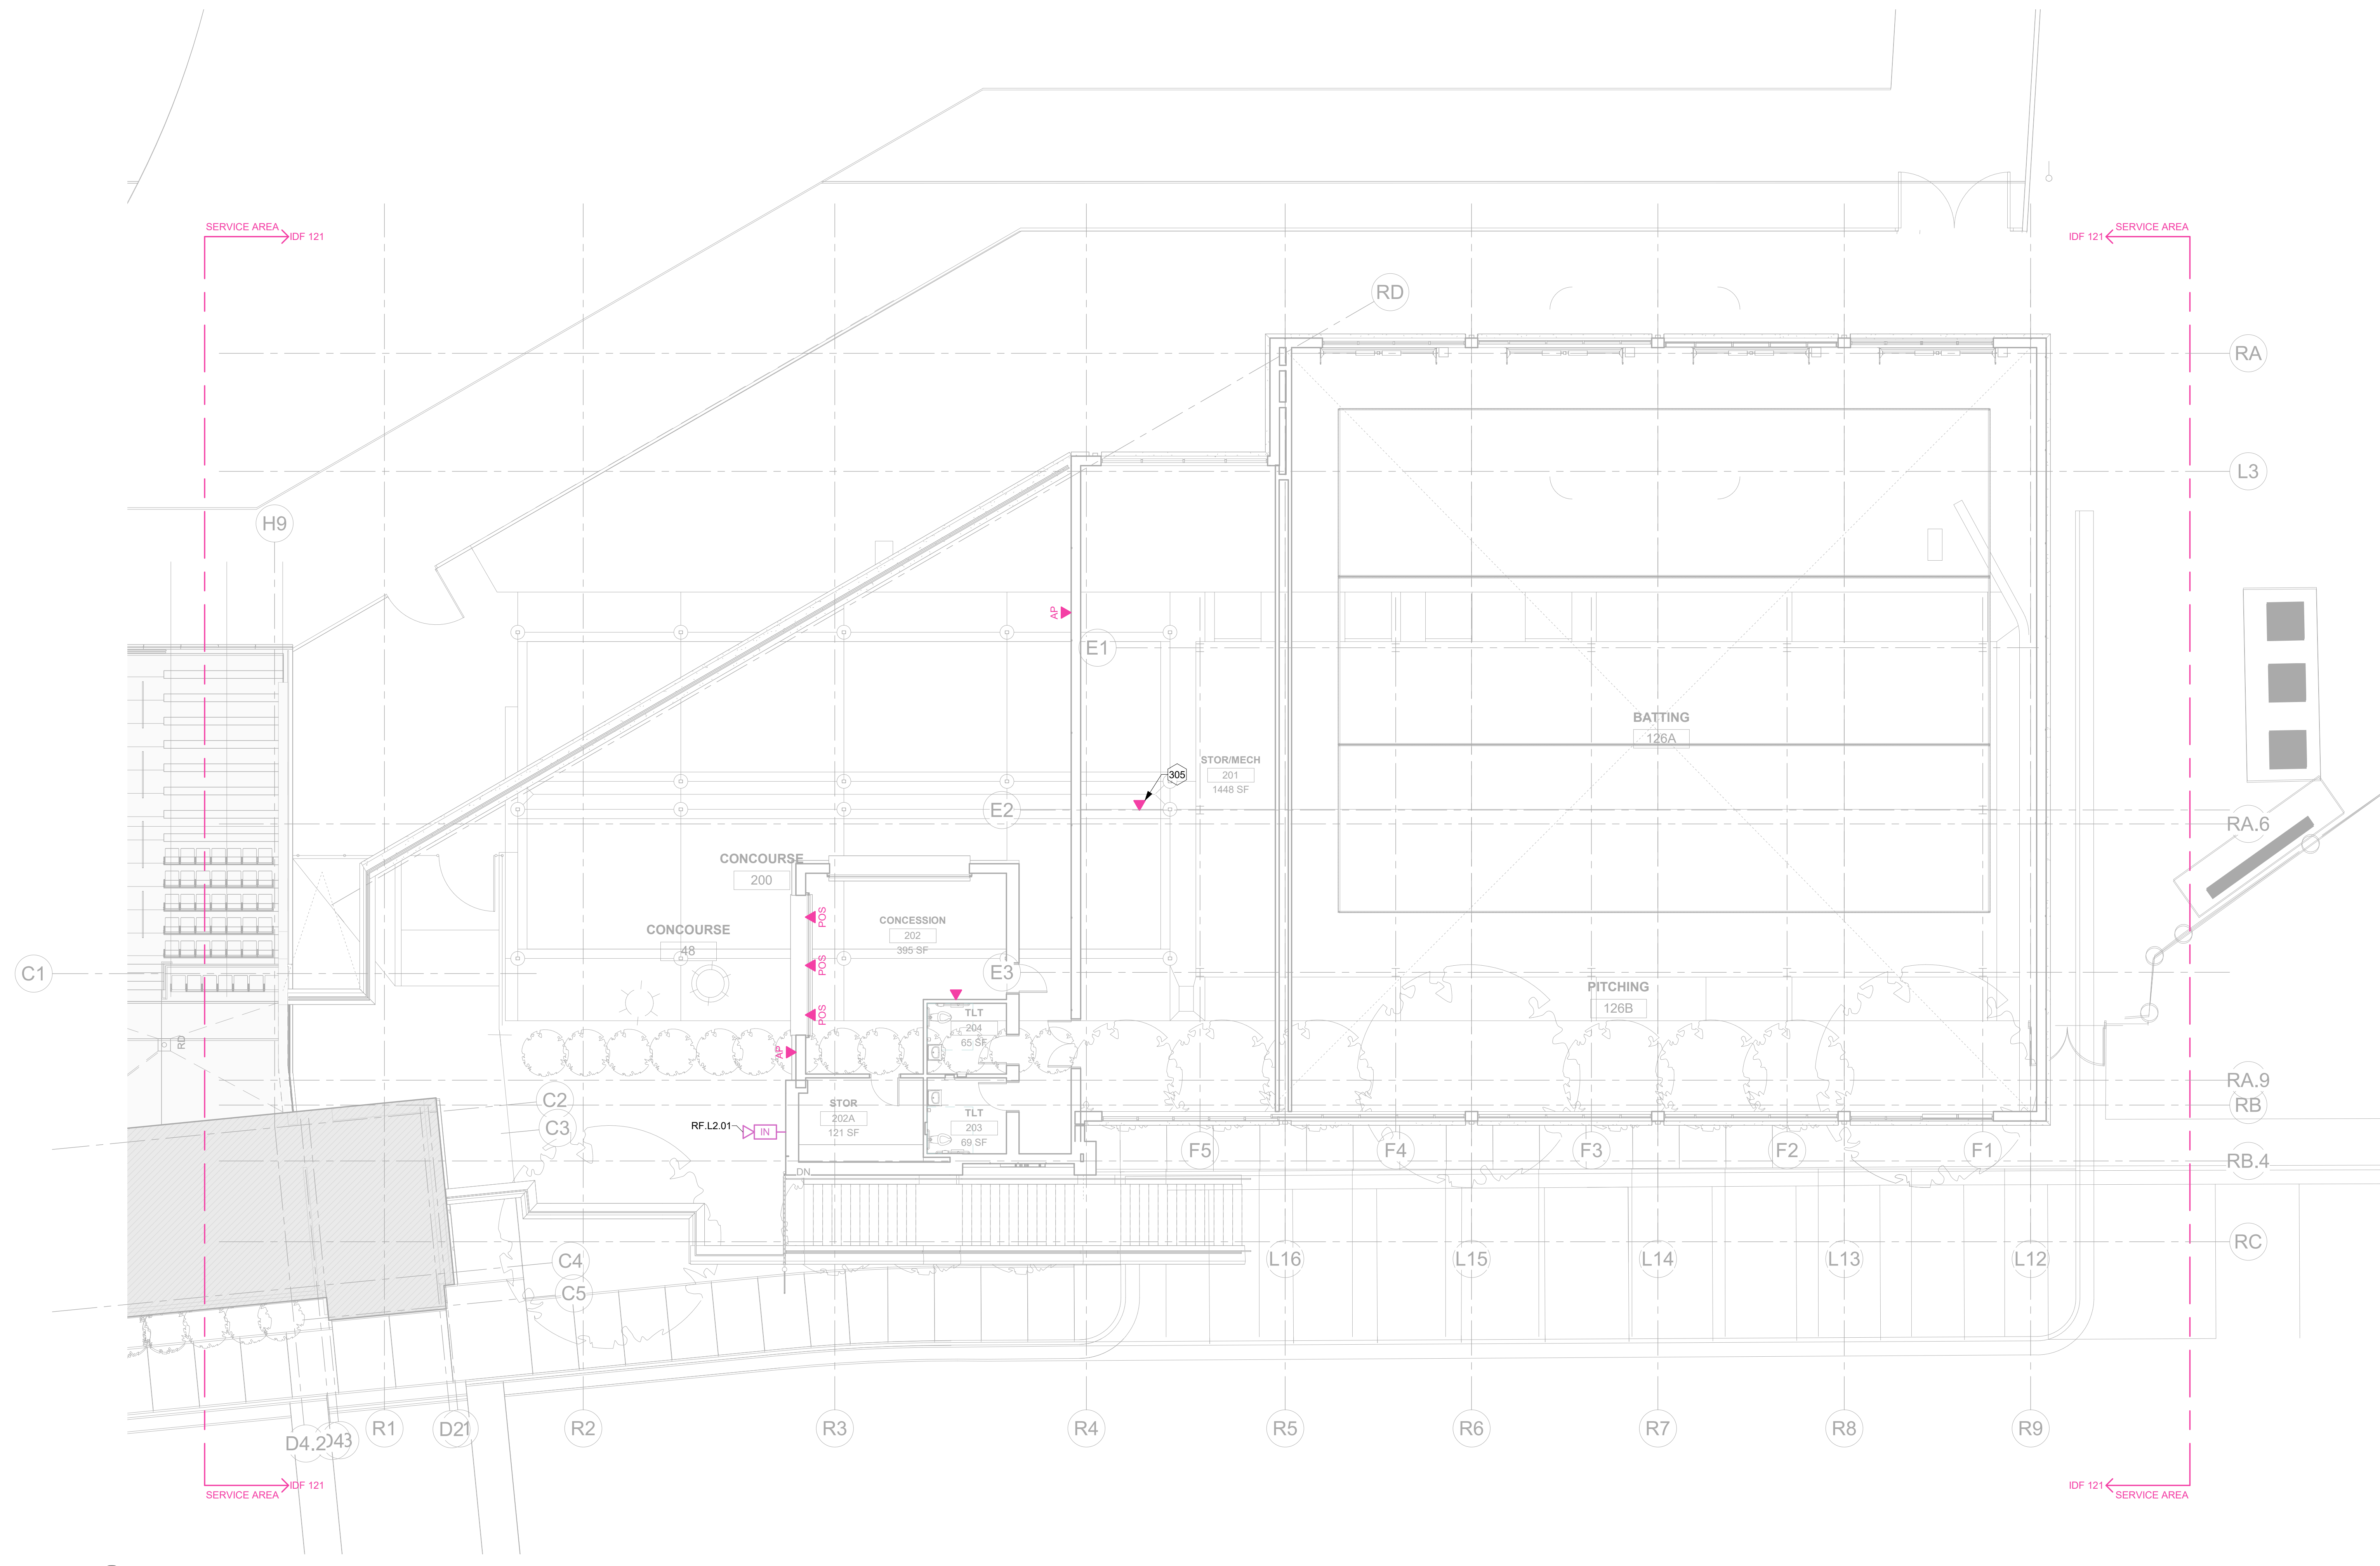 SERVICE AREA
IDF 121
IDF 121
SERVICE AREA
RD
RA
L3
H9
AP
E1
BATTING
126A
STOR/MECH
201
1448 SF
305
E2
RA.6
CONCOURSE
200
CONCESSION
202
395 SF
POS
POS
POS
CONCOURSE
48
C1
E3
PITCHING
126B
TLT
204
65 SF
RD
AP
C2
C3
RA.9
RB
STOR
202A
121 SF
TLT
203
69 SF
RF.L2.01
IN
DN
F5
F4
F3
F2
F1
RB.4
C4
C5
RC
L16
L15
L14
L13
L12
D4.2
R1
R2
R3
R4
R5
R6
R7
R8
R9
IDF 121
SERVICE AREA
IDF 121
SERVICE AREA